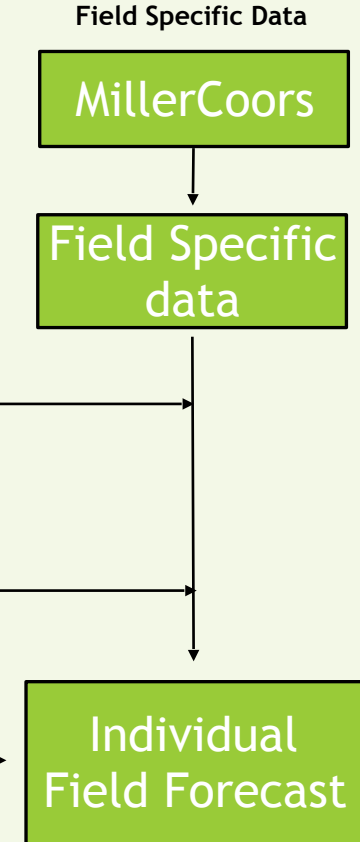 Field Specific Data
MillerCoors
Field Specific
data
Individual
Field Forecast